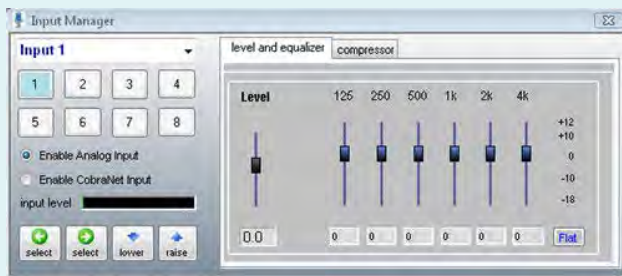 Input Manager
Input 1
1 2 3 4
5 6 7 8
Enable Analog Input
Enable CobraNet Input
input level
select select lower raise
level and equalizer compressor
Level 125 250 500 1k 2k 4k
+12
+10
0
-10
-18
0.0 0 0 0 0 0 0 Flat